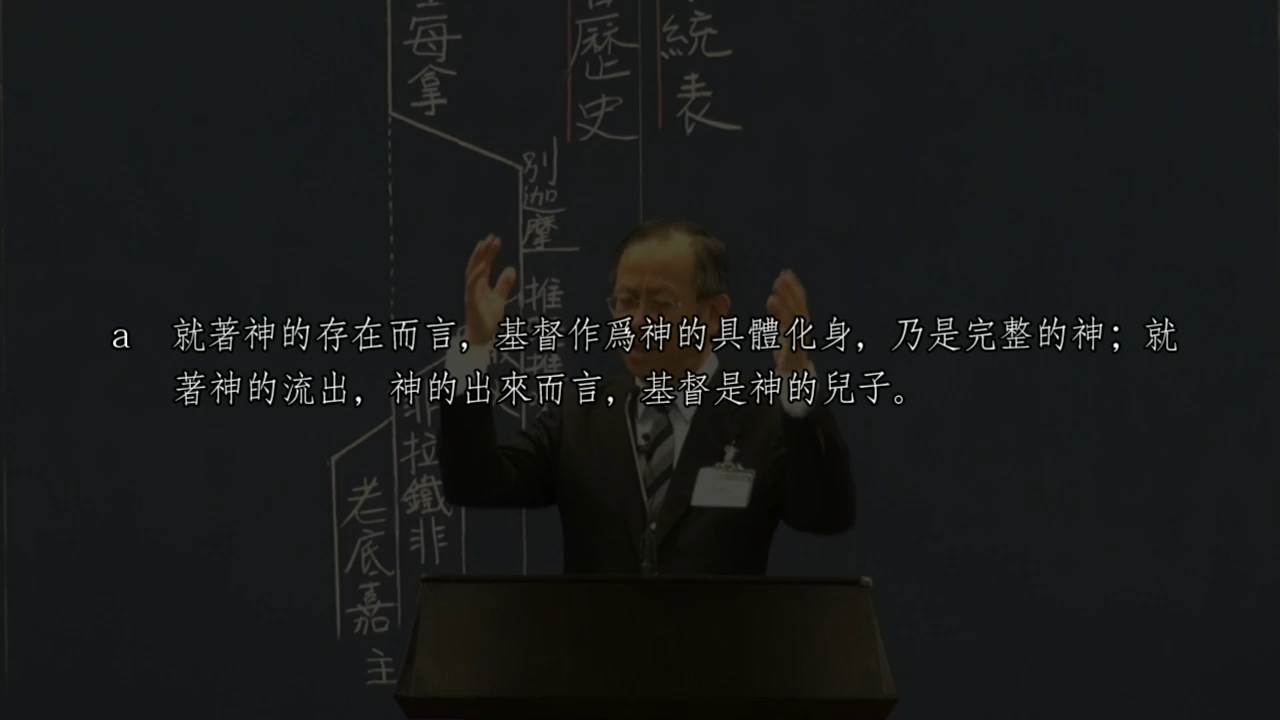 a 就著神的存在而言，基督作爲神的具體化身，乃是完整的神；就
著神的流出，神的出來而言，基督是神的兒子。
統表
歷史
每拿
別迦摩
推
推
非拉鐵非
老底嘉
主